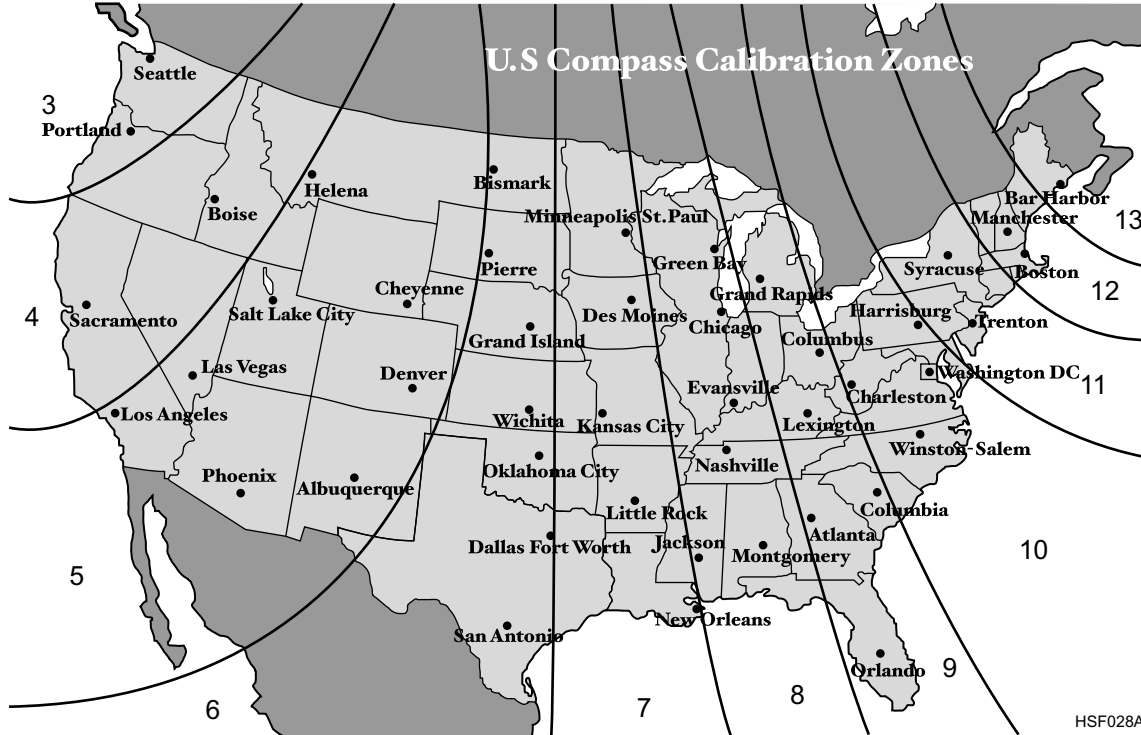 U.S Compass Calibration Zones
Seattle
3
Portland
Helena
Bismark
Boise
Bar Harbor
Minneapolis St.Paul
Manchester
13
Green Bay
Pierre
Syracuse
Boston
Cheyenne
Grand Rapids
12
Salt Lake City
Des Moines
Harrisburg
4
Sacramento
Chicago
Trenton
Grand Island
Columbus
Las Vegas
Denver
Washington DC
11
Evansville
Charleston
Los Angeles
Wichita
Kansas City
Lexington
Winston-Salem
Oklahoma City
Nashville
Phoenix
Albuquerque
Little Rock
Columbia
Atlanta
Dallas Fort Worth
Jackson
Montgomery
10
5
New Orleans
San Antonio
Orlando
9
8
7
6
HSF028A